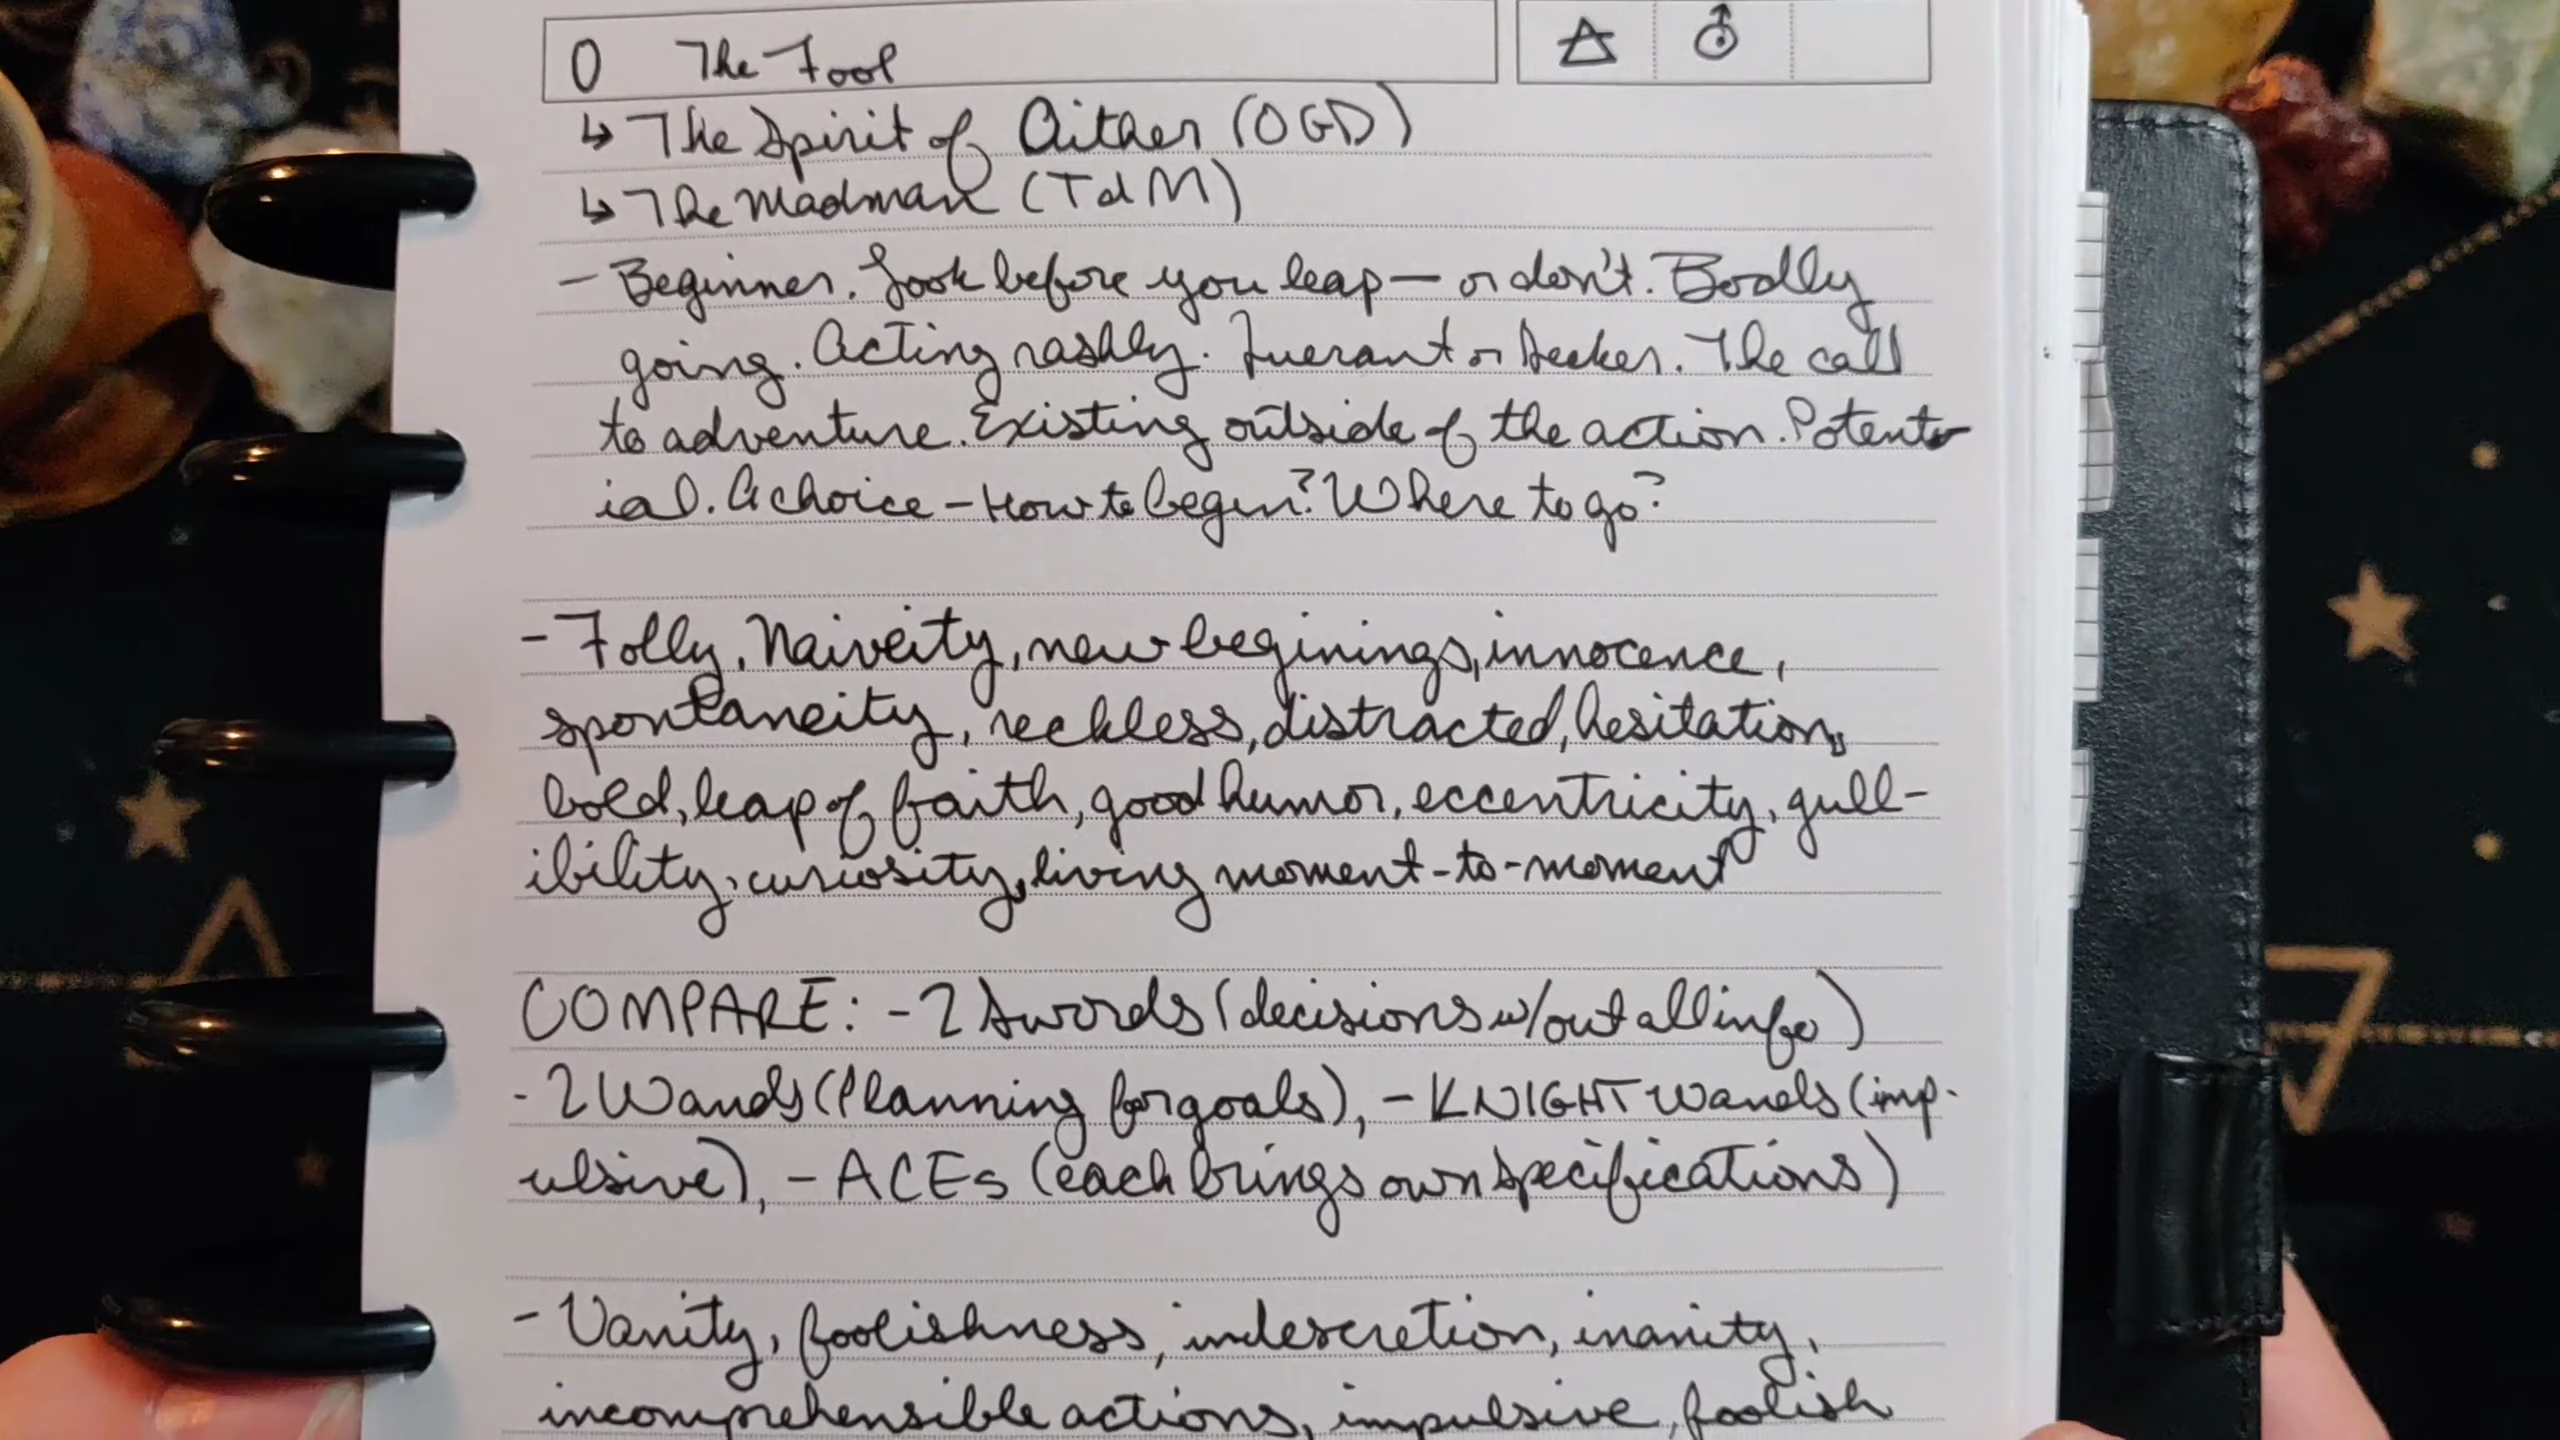 0 The Fool
↳ The Spirit of Aither (OGD)
↳ The Madman (TdM)
- Beginner. Look before you leap — or don't. Bodly
going. Acting rashly. Querant or Seeker. The call
to adventure. Existing outside of the action. Potent-
ial. A choice - How to begin? Where to go?
- Folly, Naiveity, new beginings, innocence,
spontaneity, reckless, distracted, hesitation,
bold, leap of faith, good humor, eccentricity, gull-
ibility, curiosity, living moment-to-moment
COMPARE: - 2 Swords (decisions w/out all info)
- 2 Wands (Planning for goals), - KNIGHT Wands (imp-
ulsive), - ACEs (each brings own specifications)
- Vanity, foolishness, indescretion, inanity,
incomprehensible actions, impulsive, foolish